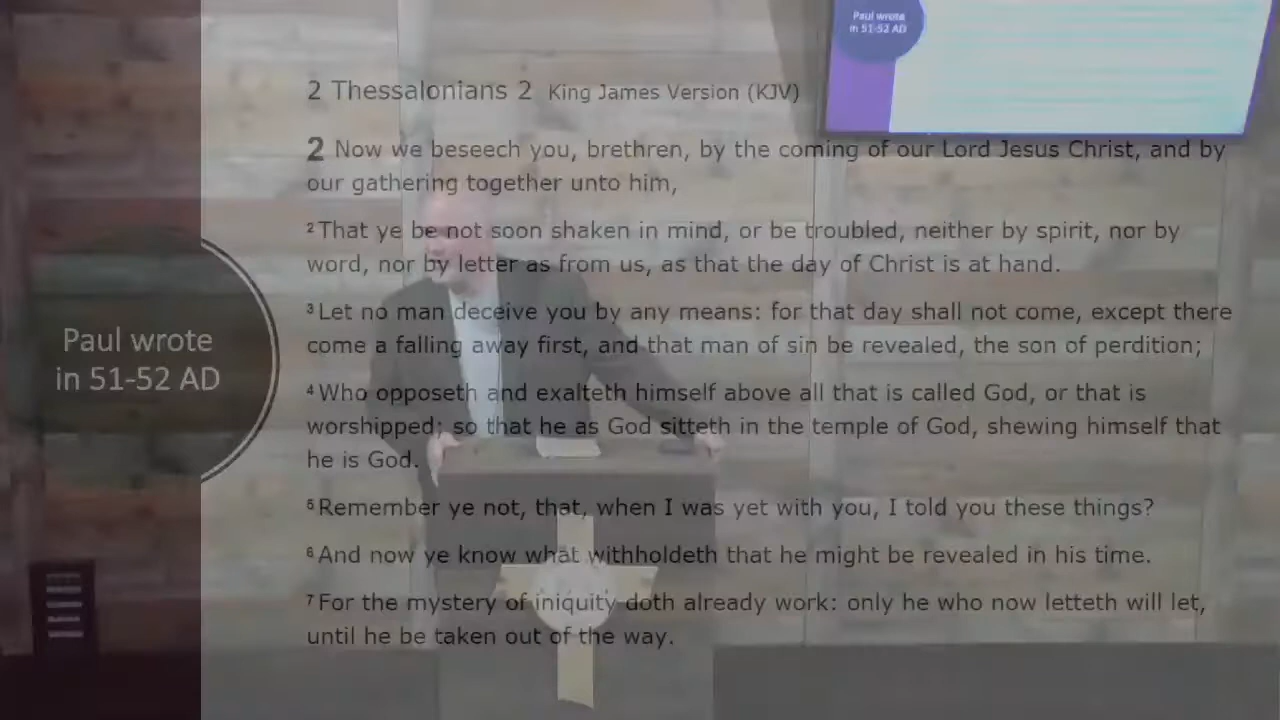 Paul wrote
in 51-52 AD
2 Thessalonians 2 King James Version (KJV)
2 Now we beseech you, brethren, by the coming of our Lord Jesus Christ, and by
our gathering together unto him,
2 That ye be not soon shaken in mind, or be troubled, neither by spirit, nor by
word, nor by letter as from us, as that the day of Christ is at hand.
3 Let no man deceive you by any means: for that day shall not come, except there
come a falling away first, and that man of sin be revealed, the son of perdition;
4 Who opposeth and exalteth himself above all that is called God, or that is
worshipped; so that he as God sitteth in the temple of God, shewing himself that
he is God.
5 Remember ye not, that, when I was yet with you, I told you these things?
6 And now ye know what withholdeth that he might be revealed in his time.
7 For the mystery of iniquity doth already work: only he who now letteth will let,
until he be taken out of the way.
Paul wrote
in 51-52 AD